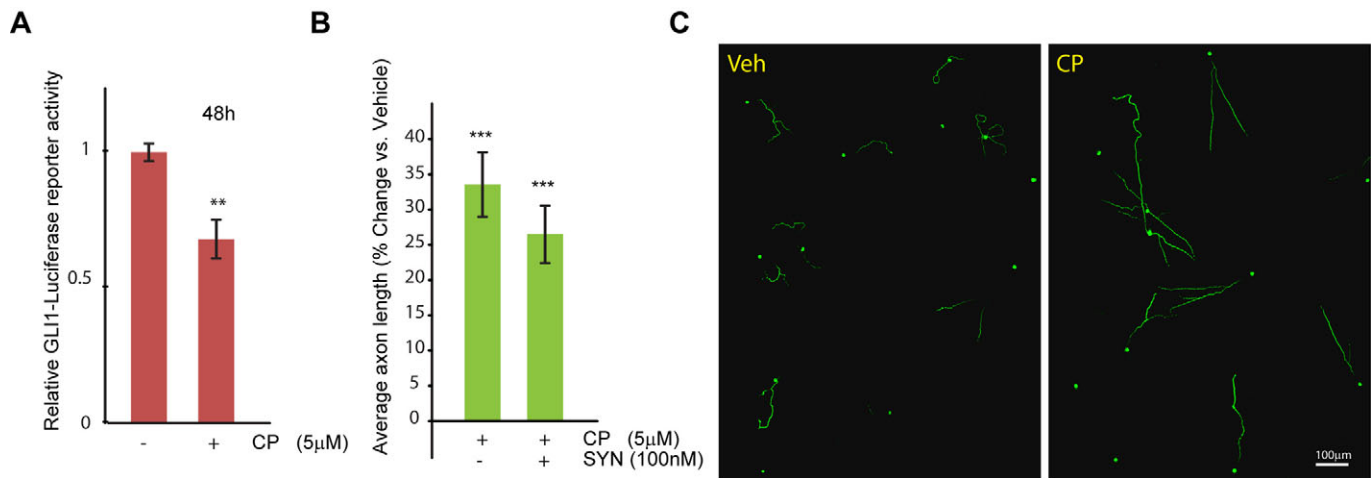 A
Relative GLI1-Luciferase reporter activity
48h
1
**
0.5
0
- + CP (5μM)
B
Average axon length (% Change vs. Vehicle)
40
35
30
25
20
15
10
5
0
***
***
+ + CP (5μM)
- + SYN (100nM)
C
Veh
CP
100μm